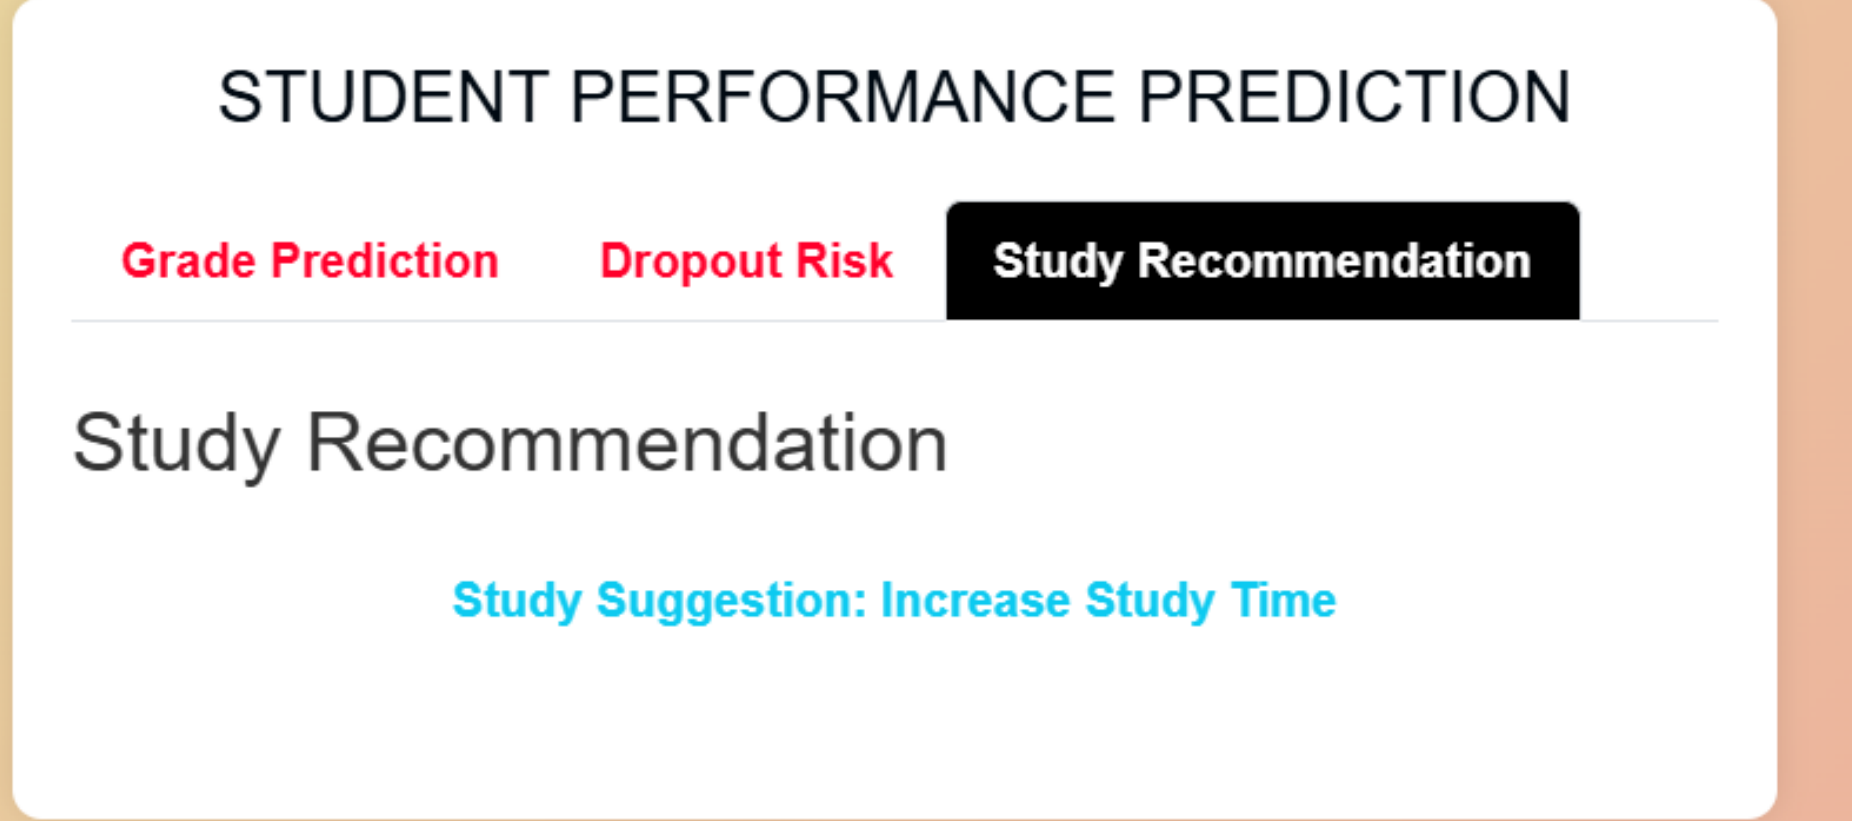 STUDENT PERFORMANCE PREDICTION
Grade Prediction Dropout Risk Study Recommendation
Study Recommendation
Study Suggestion: Increase Study Time